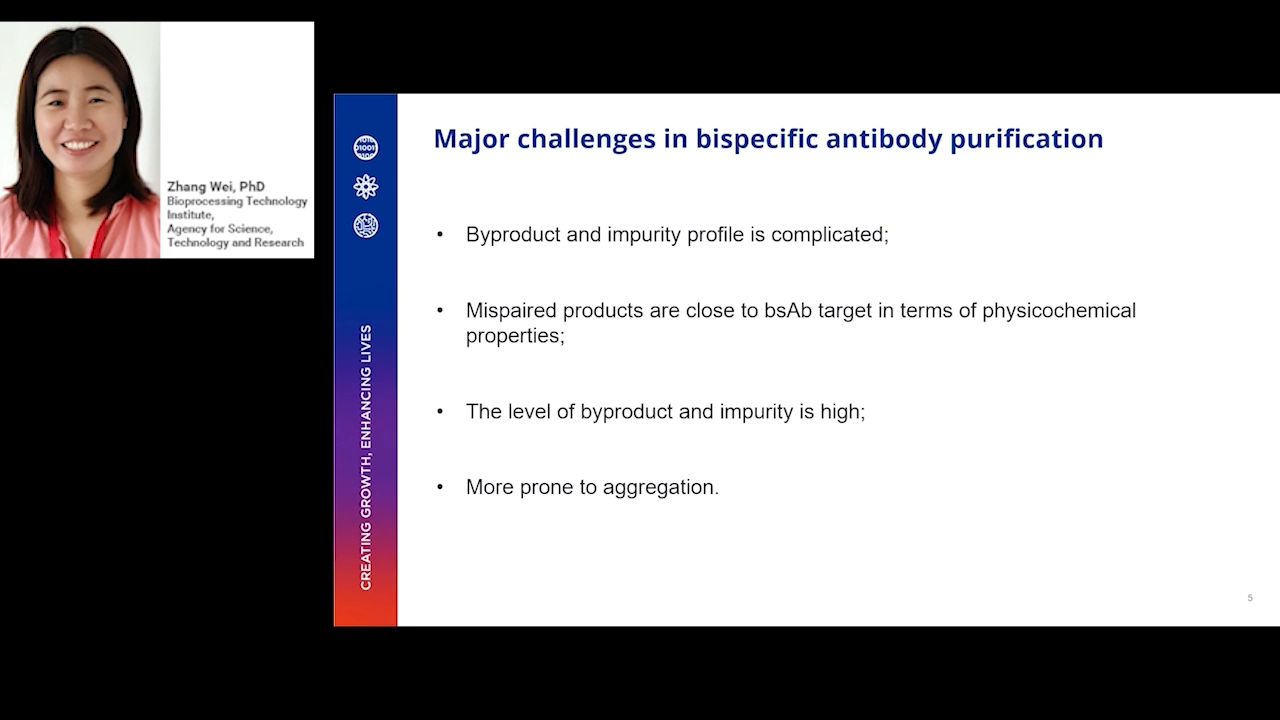 Zhang Wei, PhD
Bioprocessing Technology
Institute,
Agency for Science,
Technology and Research
CREATING GROWTH, ENHANCING LIVES
Major challenges in bispecific antibody purification
• Byproduct and impurity profile is complicated;
• Mispaired products are close to bsAb target in terms of physicochemical
properties;
• The level of byproduct and impurity is high;
• More prone to aggregation.
5